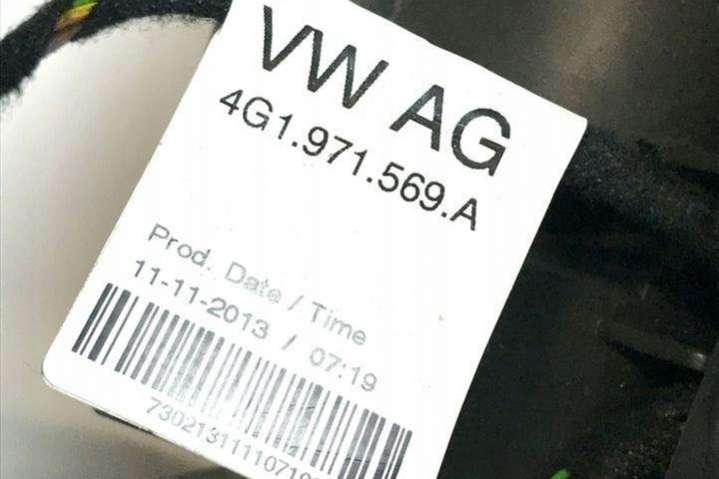 VW AG
4G1.971.569.A
Prod. Date / Time
11-11-2013 / 07:19